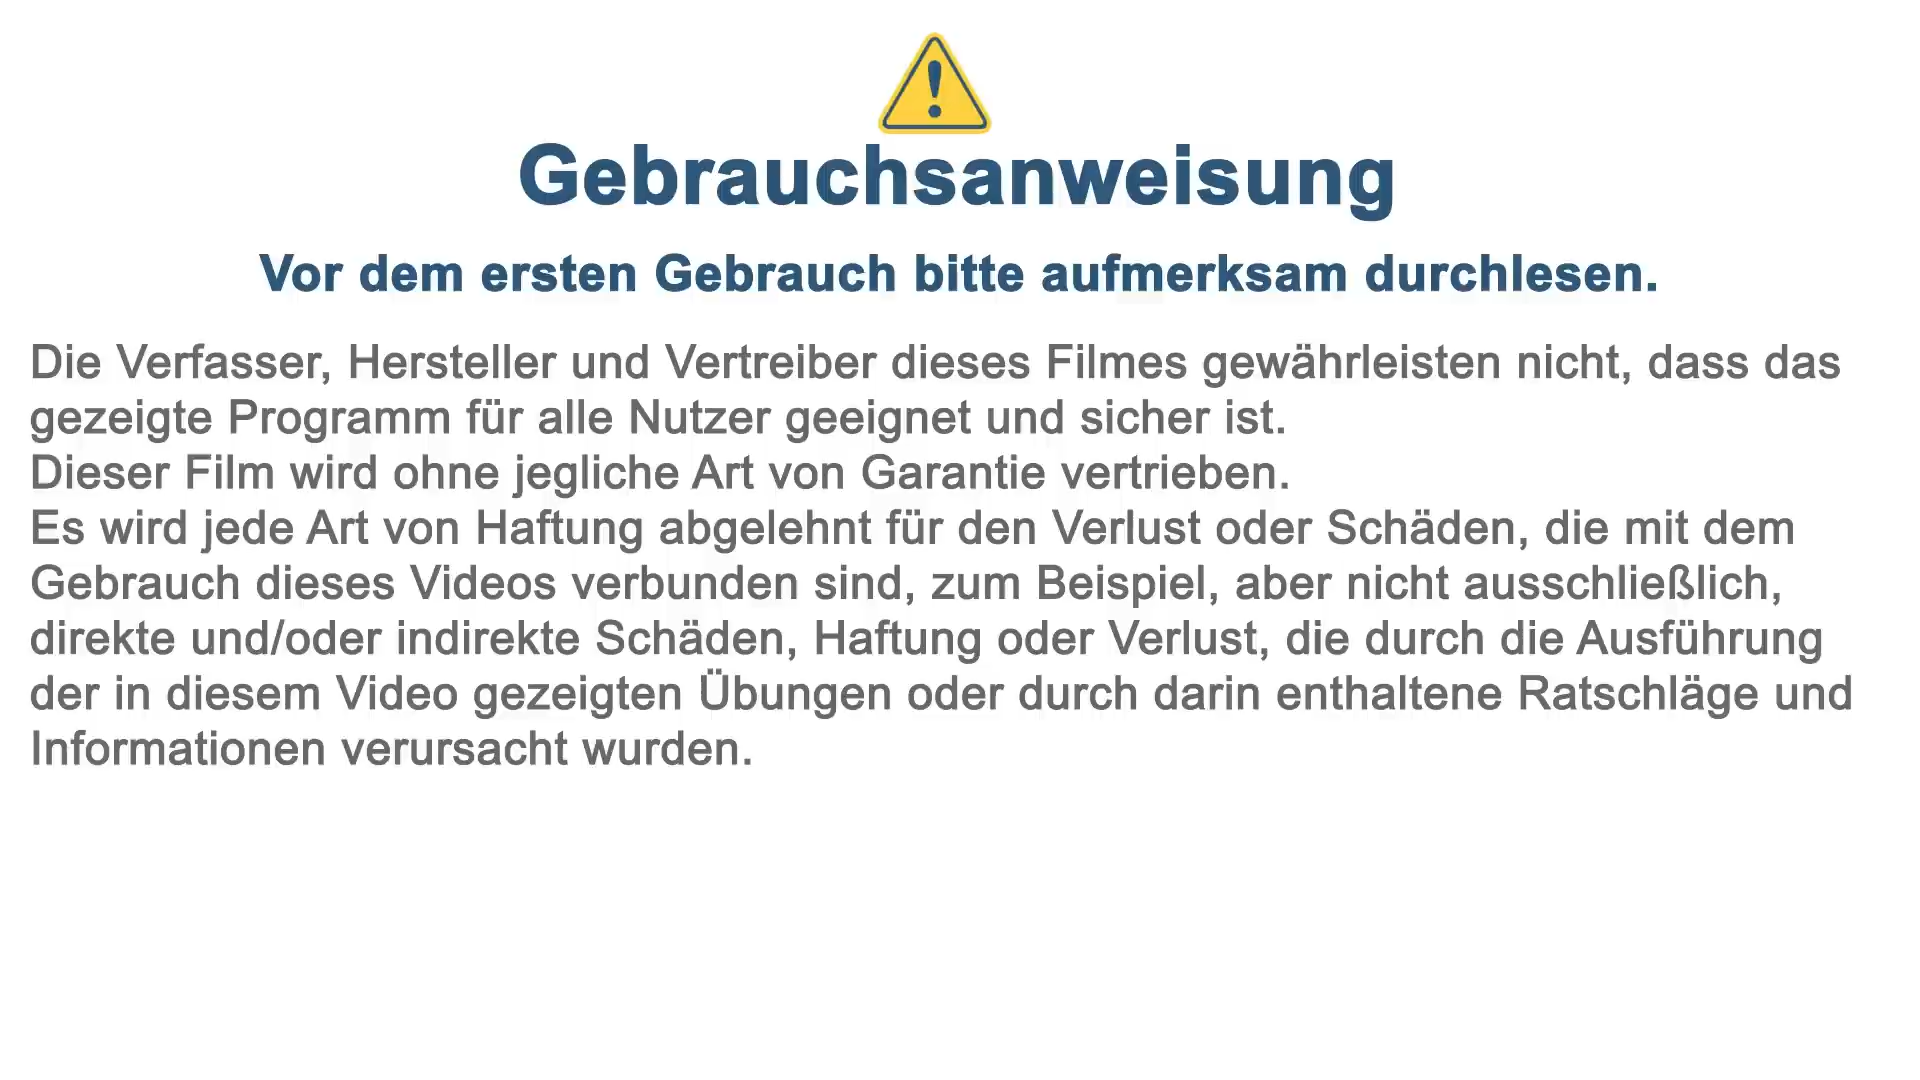 Gebrauchsanweisung
Vor dem ersten Gebrauch bitte aufmerksam durchlesen.
Die Verfasser, Hersteller und Vertreiber dieses Filmes gewährleisten nicht, dass das
gezeigte Programm für alle Nutzer geeignet und sicher ist.
Dieser Film wird ohne jegliche Art von Garantie vertrieben.
Es wird jede Art von Haftung abgelehnt für den Verlust oder Schäden, die mit dem
Gebrauch dieses Videos verbunden sind, zum Beispiel, aber nicht ausschließlich,
direkte und/oder indirekte Schäden, Haftung oder Verlust, die durch die Ausführung
der in diesem Video gezeigten Übungen oder durch darin enthaltene Ratschläge und
Informationen verursacht wurden.